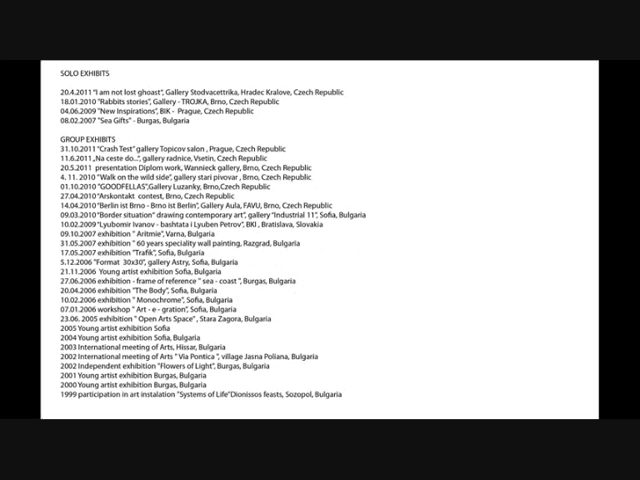 SOLO EXHIBITS
20.4.2011 "I am not lost ghoast", Gallery Stodvacettrika, Hradec Kralove, Czech Republic
18.01.2010 "Rabbits stories", Gallery - TROJKA, Brno, Czech Republic
04.06.2009 "New Inspirations", BIK - Prague, Czech Republic
08.02.2007 "Sea Gifts" - Burgas, Bulgaria
GROUP EXHIBITS
31.10.2011 "Crash Test" gallery Topicov salon , Prague, Czech Republic
11.6.2011 „Na ceste do...", gallery radnice, Vsetin, Czech Republic
20.5.2011 presentation Diplom work, Wannieck gallery, Brno, Czech Republic
4. 11. 2010 "Walk on the wild side", gallery stari pivovar , Brno, Czech Republic
01.10.2010 "GOODFELLAS",Gallery Luzanky, Brno,Czech Republic
27.04.2010 "Arskontakt contest, Brno, Czech Republic
14.04.2010 "Berlin ist Brno - Brno ist Berlin", Gallery Aula, FAVU, Brno, Czech Republic
09.03.2010 "Border situation" drawing contemporary art", gallery "Industrial 11", Sofia, Bulgaria
10.02.2009 "Lyubomir Ivanov - bashtata i Lyuben Petrov", BKI , Bratislava, Slovakia
09.10.2007 exhibition " Aritmie", Varna, Bulgaria
31.05.2007 exhibition " 60 years speciality wall painting, Razgrad, Bulgaria
17.05.2007 exhibition "Trafik", Sofia, Bulgaria
5.12.2006 "Format 30x30", gallery Astry, Sofia, Bulgaria
21.11.2006 Young artist exhibition Sofia, Bulgaria
27.06.2006 exhibition - frame of reference " sea - coast ", Burgas, Bulgaria
20.04.2006 exhibition "The Body", Sofia, Bulgaria
10.02.2006 exhibition " Monochrome", Sofia, Bulgaria
07.01.2006 workshop " Art - e - gration", Sofia, Bulgaria
23.06. 2005 exhibition " Open Arts Space" , Stara Zagora, Bulgaria
2005 Young artist exhibition Sofia
2004 Young artist exhibition Sofia, Bulgaria
2003 International meeting of Arts, Hissar, Bulgaria
2002 International meeting of Arts " Via Pontica ", village Jasna Poliana, Bulgaria
2002 Independent exhibition "Flowers of Light", Burgas, Bulgaria
2001 Young artist exhibition Burgas, Bulgaria
2000 Young artist exhibition Burgas, Bulgaria
1999 participation in art instalation "Systems of Life"Dionissos feasts, Sozopol, Bulgaria